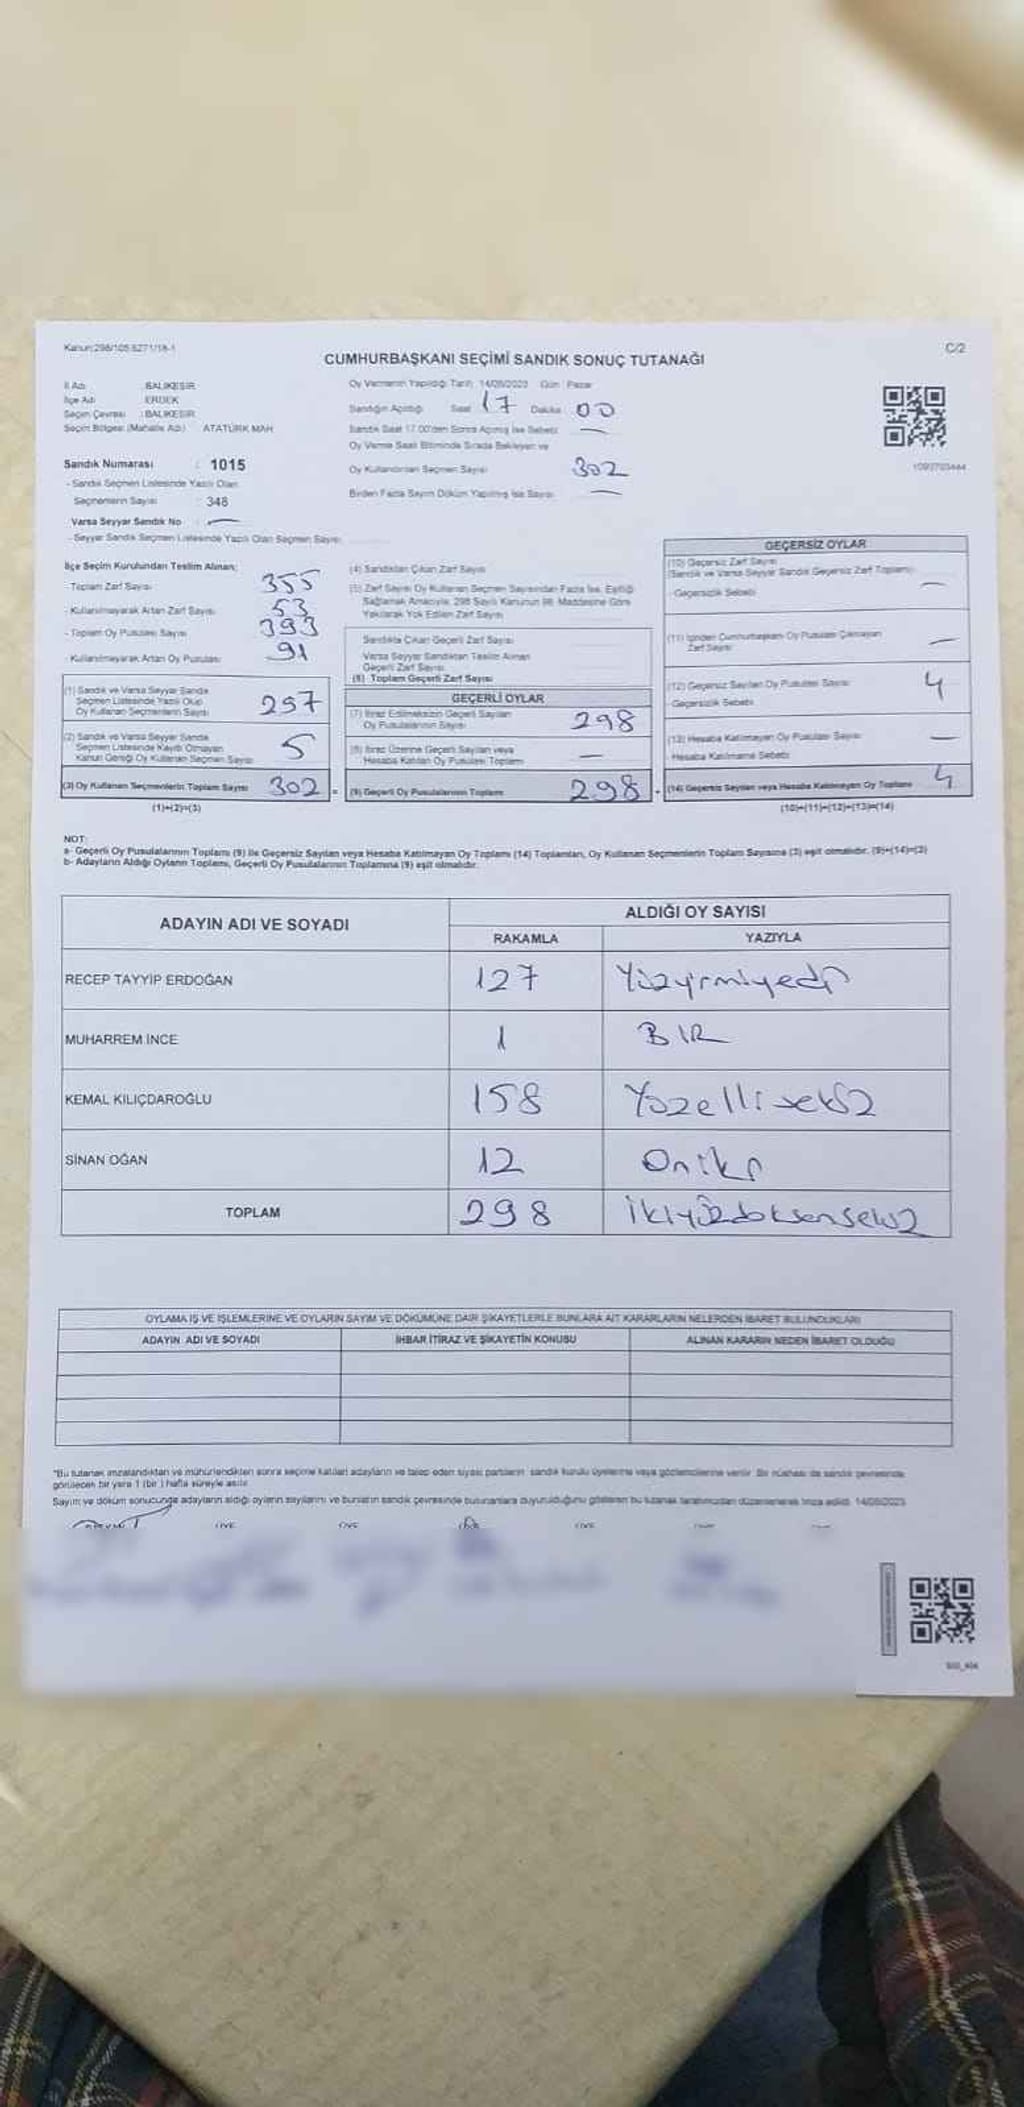 Kanun:298/105 6271/18-1
C/2
CUMHURBAŞKANI SEÇİMİ SANDIK SONUÇ TUTANAĞI
İl Adı : BALIKESİR
İlçe Adı : ERDEK
Seçim Çevresi : BALIKESİR
Seçim Bölgesi (Mahalle Adı) : ATATÜRK MAH
Oy Vermenin Yapıldığı Tarih 14/05/2023 Gün Pazar
Sandığın Açıldığı Saat 17 Dakika 00
Sandık Saat 17.00'den Sonra Açılmış İse Sebebi —
Oy Verme Saati Bitiminde Sırada Bekleyen ve
Oy Kullandırılan Seçmen Sayısı 302
Birden Fazla Sayım Döküm Yapılmış İse Sayısı —
Sandık Numarası : 1015
- Sandık Seçmen Listesinde Yazılı Olan
Seçmenlerin Sayısı : 348
Varsa Seyyar Sandık No : —
- Seyyar Sandık Seçmen Listesinde Yazılı Olan Seçmen Sayısı
İlçe Seçim Kurulundan Teslim Alınan;
- Toplam Zarf Sayısı 355
- Kullanılmayarak Artan Zarf Sayısı 53
- Toplam Oy Pusulası Sayısı 393
- Kullanılmayarak Artan Oy Pusulası 91
(1) Sandık ve Varsa Seyyar Sandık
Seçmen Listesinde Yazılı Olup
Oy Kullanan Seçmenlerin Sayısı 297
(2) Sandık ve Varsa Seyyar Sandık
Seçmen Listesinde Kayıtlı Olmayan
Kanun Gereği Oy Kullanan Seçmen Sayısı 5
(3) Oy Kullanan Seçmenlerin Toplam Sayısı 302 =
(1)+(2)=(3)
(4) Sandıktan Çıkan Zarf Sayısı
(5) Zarf Sayısı Oy Kullanan Seçmen Sayısından Fazla İse, Eşitliği
Sağlamak Amacıyla, 298 Sayılı Kanunun 98. Maddesine Göre
Yakılarak Yok Edilen Zarf Sayısı
Sandıkta Çıkan Geçerli Zarf Sayısı
Varsa Seyyar Sandıktan Teslim Alınan
Geçerli Zarf Sayısı
(6) Toplam Geçerli Zarf Sayısı
GEÇERLİ OYLAR
(7) İtiraz Edilmeksizin Geçerli Sayılan
Oy Pusulalarının Sayısı 298
(8) İtiraz Üzerine Geçerli Sayılan veya
Hesaba Katılan Oy Pusulası Toplamı —
(9) Geçerli Oy Pusulalarının Toplamı 298 +
GEÇERSİZ OYLAR
(10) Geçersiz Zarf Sayısı
(Sandık ve Varsa Seyyar Sandık Geçersiz Zarf Toplamı) —
Geçersizlik Sebebi
(11) İçinden Cumhurbaşkanı Oy Pusulası Çıkmayan
Zarf Sayısı —
(12) Geçersiz Sayılan Oy Pusulası Sayısı 4
Geçersizlik Sebebi
(13) Hesaba Katılmayan Oy Pusulası Sayısı —
Hesaba Katılmama Sebebi
(14) Geçersiz Sayılan veya Hesaba Katılmayan Oy Toplamı 4
(10)+(11)+(12)+(13)=(14)
NOT:
a- Geçerli Oy Pusulalarının Toplamı (9) ile Geçersiz Sayılan veya Hesaba Katılmayan Oy Toplamı (14) Toplamları, Oy Kullanan Seçmenlerin Toplam Sayısına (3) eşit olmalıdır. (9)+(14)=(3)
b- Adayların Aldığı Oyların Toplamı, Geçerli Oy Pusulalarının Toplamına (9) eşit olmalıdır.
ADAYIN ADI VE SOYADI
ALDIĞI OY SAYISI
RAKAMLA YAZIYLA
RECEP TAYYİP ERDOĞAN 127 Yüzyirmiyedi
MUHARREM İNCE 1 BİR
KEMAL KILIÇDAROĞLU 158 Yüzellisekiz
SİNAN OĞAN 12 Oniki
TOPLAM 298 ikiyüzdoksansekiz
OYLAMA İŞ VE İŞLEMLERİNE VE OYLARIN SAYIM VE DÖKÜMÜNE DAİR ŞİKAYETLERLE BUNLARA AİT KARARLARIN NELERDEN İBARET BULUNDUKLARI
ADAYIN ADI VE SOYADI İHBAR İTİRAZ VE ŞİKAYETİN KONUSU ALINAN KARARIN NEDEN İBARET OLDUĞU
*Bu tutanak imzalandıktan ve mühürlendikten sonra seçime katılan adayların ve talep eden siyasi partilerin sandık kurulu üyelerine veya gözlemcilerine verilir. Bir nüshası da sandık çevresinde
görülecek bir yere 1 (bir) hafta süreyle asılır.
Sayım ve döküm sonucunda adayların aldığı oyların sayılarını ve bunların sandık çevresinde bulunanlara duyurulduğunu gösteren bu tutanak tarafımızdan düzenlenerek imza edildi. 14/05/2023